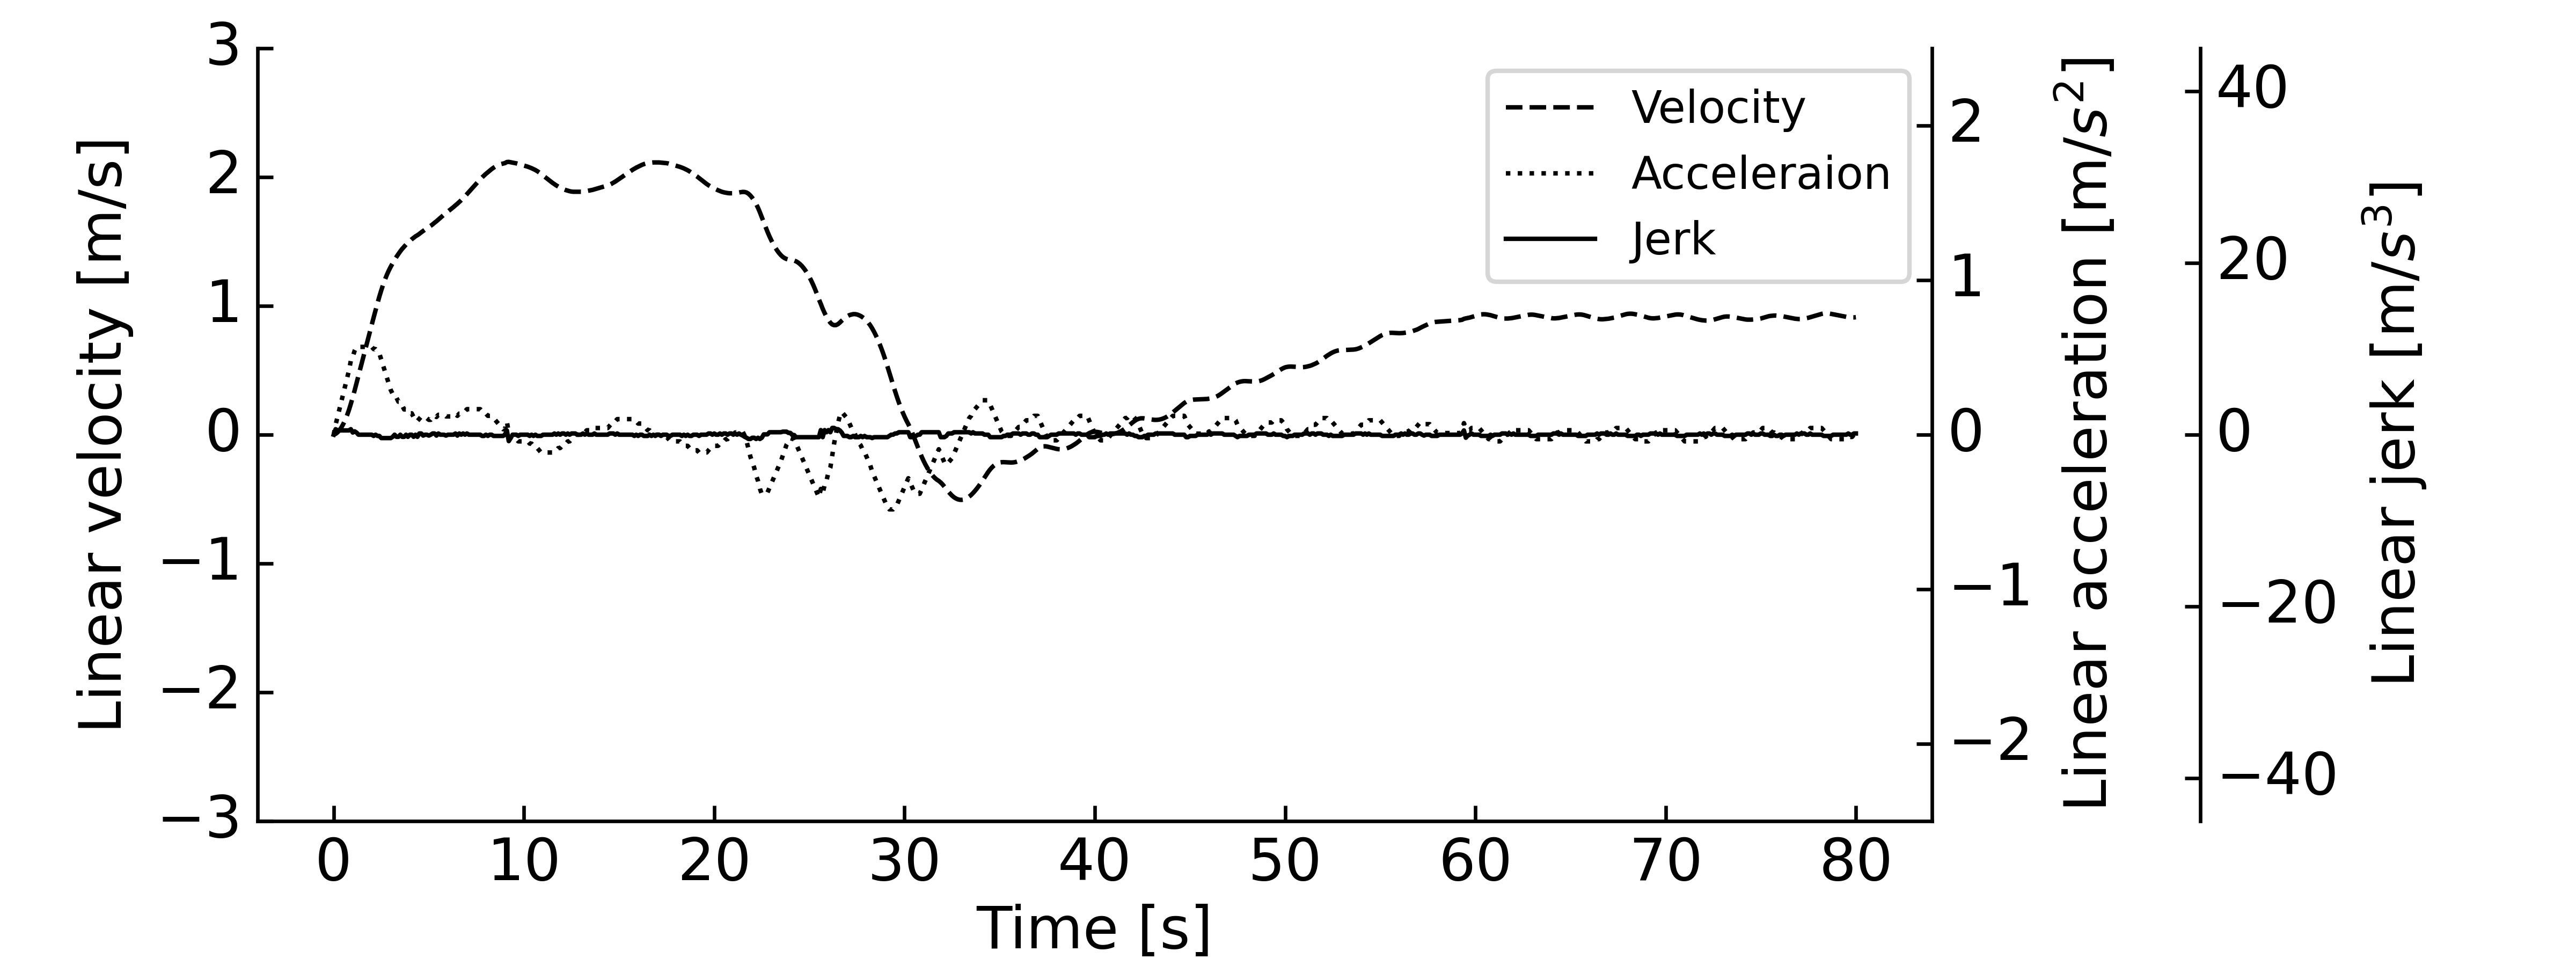 Linear velocity [m/s]
3
2
1
0
−1
−2
−3
0 10 20 30 40 50 60 70 80
Time [s]
Velocity
Acceleraion
Jerk
2
1
0
−1
−2
Linear acceleration [m/s²]
40
20
0
−20
−40
Linear jerk [m/s³]